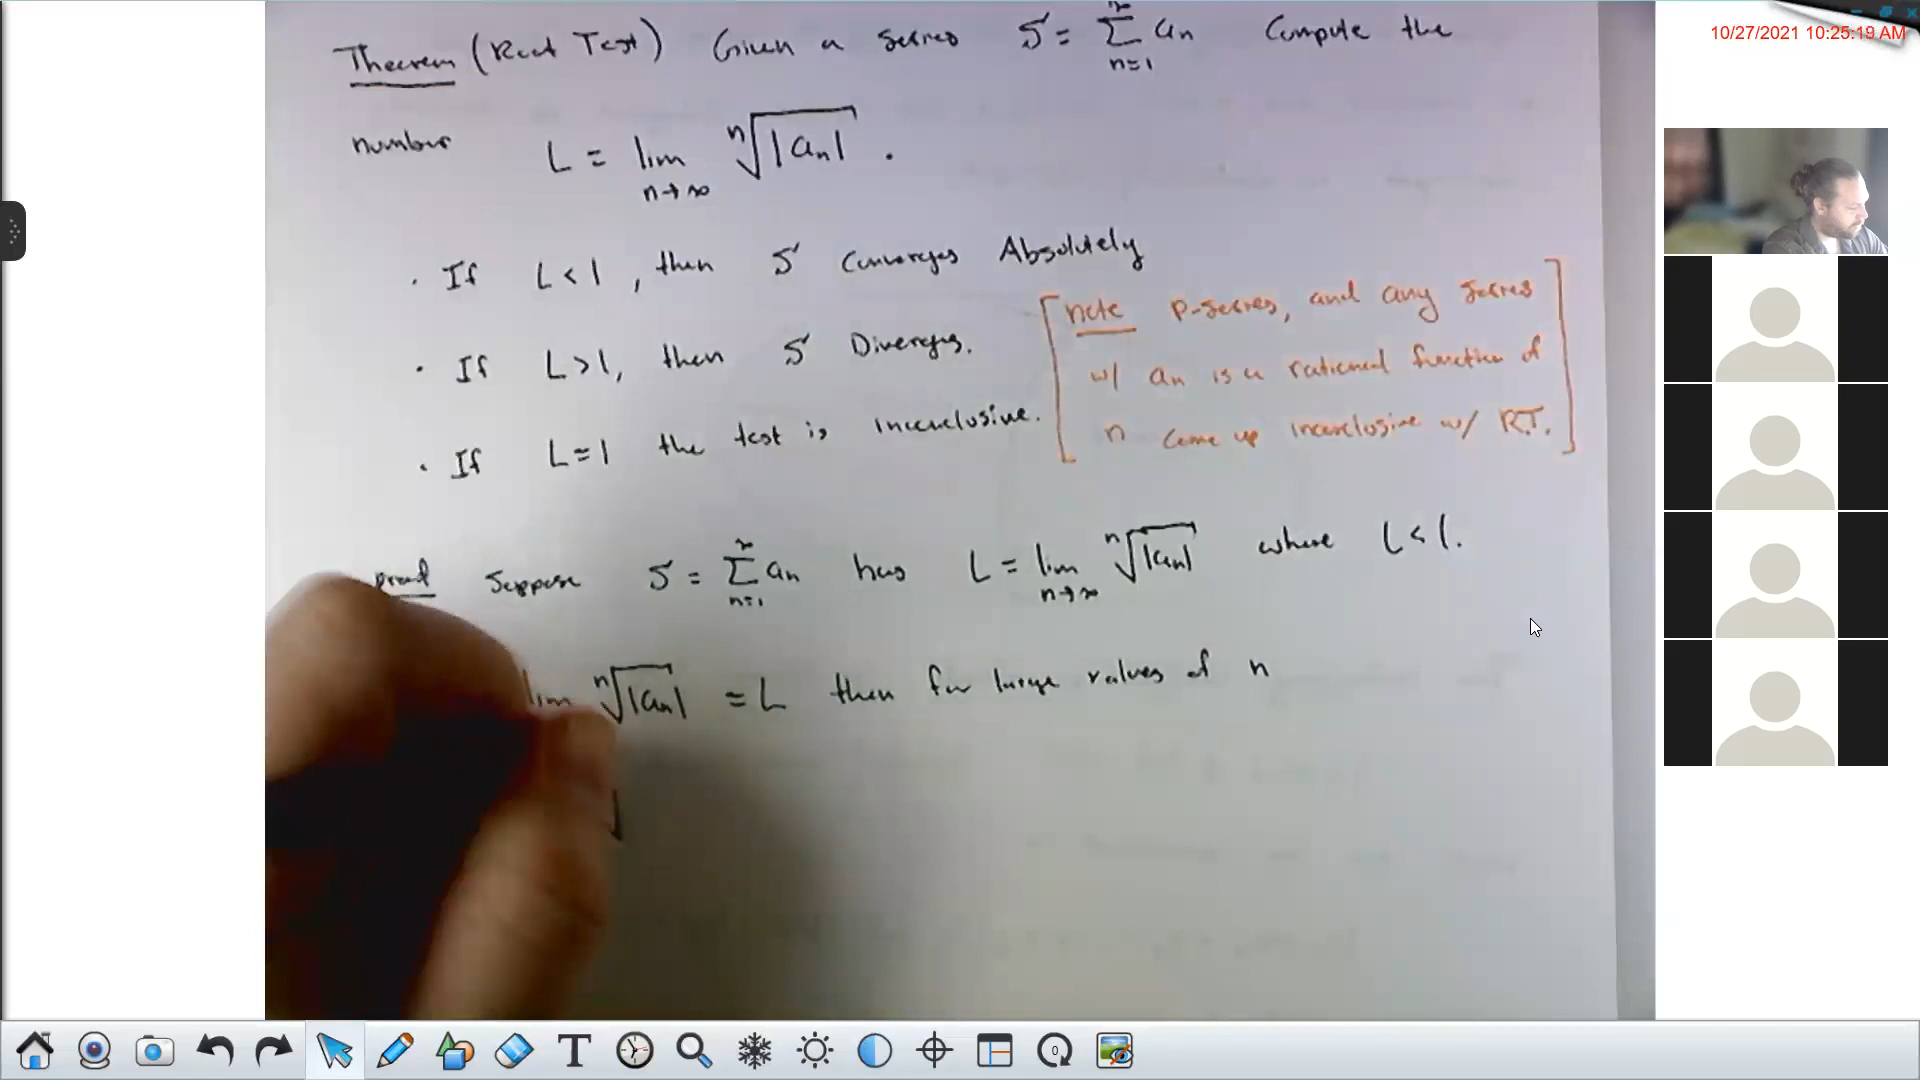 10/27/2021 10:25:19 AM
Theorem (Root Test) Given a series S = ∑_{n=1}^∞ a_n Compute the
number L = lim_{n→∞} ⁿ√|a_n| .
· If L < 1 , then S Converges Absolutely
· If L > 1, then S Diverges.
· If L = 1 the test is inconclusive.
[note p-series, and any series
w/ a_n is a rational function of
n come up inconclusive w/ RT.]
proof Suppose S = ∑_{n=1}^∞ a_n has L = lim_{n→∞} ⁿ√|a_n| where L < 1.
lim ⁿ√|a_n| = L then for large values of n
T
0